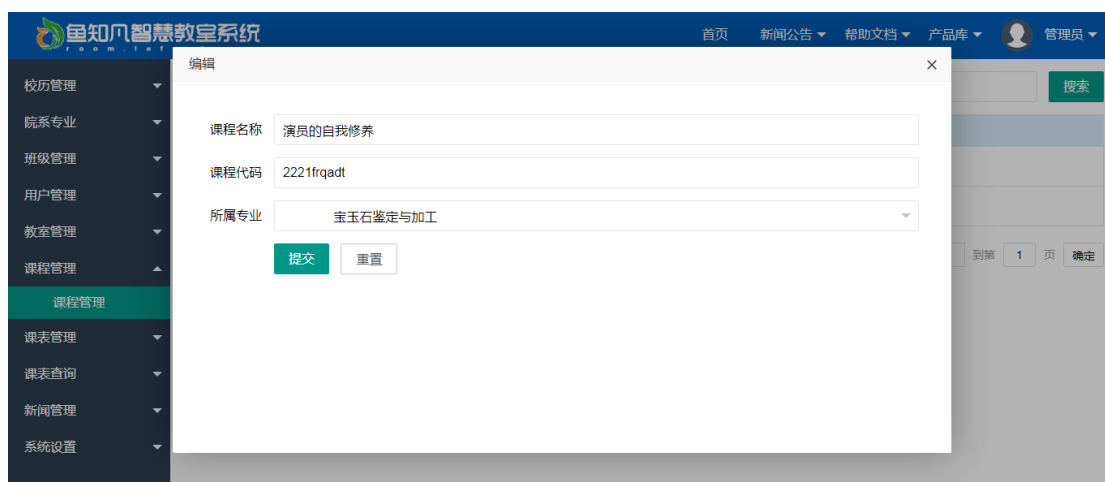 鱼知凡智慧教室系统
首页 新闻公告 帮助文档 产品库 管理员
编辑
校历管理
搜索
院系专业
课程名称 演员的自我修养
班级管理
课程代码 2221frqadt
用户管理
所属专业 宝玉石鉴定与加工
教室管理
提交 重置
到第 1 页 确定
课程管理
课程管理
课表管理
课表查询
新闻管理
系统设置